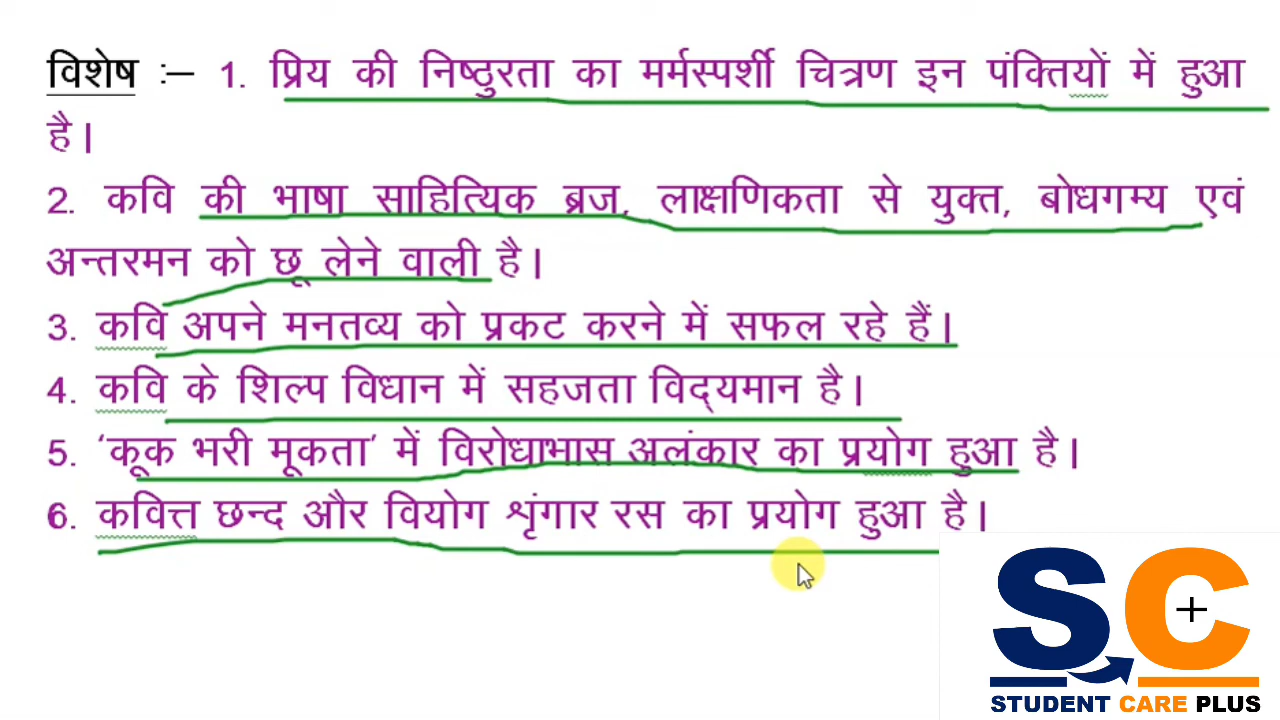 विशेष :– 1. प्रिय की निष्ठुरता का मर्मस्पर्शी चित्रण इन पंक्तियों में हुआ
है।
2. कवि की भाषा साहित्यिक ब्रज, लाक्षणिकता से युक्त, बोधगम्य एवं
अन्तरमन को छू लेने वाली है।
3. कवि अपने मनतव्य को प्रकट करने में सफल रहे हैं।
4. कवि के शिल्प विधान में सहजता विद्‌यमान है।
5. 'कूक भरी मूकता' में विरोधाभास अलंकार का प्रयोग हुआ है।
6. कवित्त छन्द और वियोग शृंगार रस का प्रयोग हुआ है।
SC+
STUDENT CARE PLUS